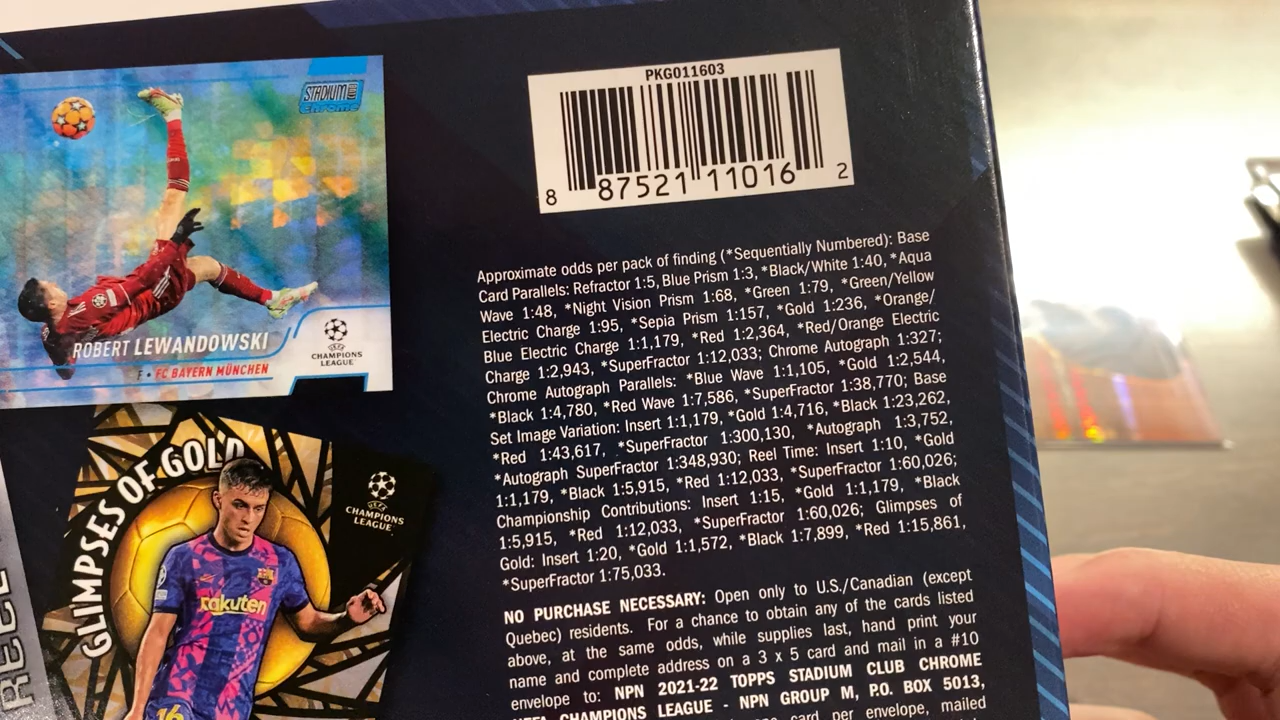 STADIUM CLUB
Chrome
ROBERT LEWANDOWSKI
F • FC BAYERN MÜNCHEN
UEFA
CHAMPIONS
LEAGUE
GLIMPSES OF GOLD
UEFA
CHAMPIONS
LEAGUE
Rakuten
16
REEL
PKG011603
8 87521 11016 2
Approximate odds per pack of finding (*Sequentially Numbered): Base
Card Parallels: Refractor 1:5, Blue Prism 1:3, *Black/White 1:40, *Aqua
Wave 1:48, *Night Vision Prism 1:68, *Green 1:79, *Green/Yellow
Electric Charge 1:95, *Sepia Prism 1:157, *Gold 1:236, *Orange/
Blue Electric Charge 1:1,179, *Red 1:2,364, *Red/Orange Electric
Charge 1:2,943, *SuperFractor 1:12,033; Chrome Autograph 1:327;
Chrome Autograph Parallels: *Blue Wave 1:1,105, *Gold 1:2,544,
*Black 1:4,780, *Red Wave 1:7,586, *SuperFractor 1:38,770; Base
Set Image Variation: Insert 1:1,179, *Gold 1:4,716, *Black 1:23,262,
*Red 1:43,617, *SuperFractor 1:300,130, *Autograph 1:3,752,
*Autograph SuperFractor 1:348,930; Reel Time: Insert 1:10, *Gold
1:1,179, *Black 1:5,915, *Red 1:12,033, *SuperFractor 1:60,026;
Championship Contributions: Insert 1:15, *Gold 1:1,179, *Black
1:5,915, *Red 1:12,033, *SuperFractor 1:60,026; Glimpses of
Gold: Insert 1:20, *Gold 1:1,572, *Black 1:7,899, *Red 1:15,861,
*SuperFractor 1:75,033.
NO PURCHASE NECESSARY: Open only to U.S./Canadian (except
Quebec) residents. For a chance to obtain any of the cards listed
above, at the same odds, while supplies last, hand print your
name and complete address on a 3 x 5 card and mail in a #10
envelope to: NPN 2021-22 TOPPS STADIUM CLUB CHROME
UEFA CHAMPIONS LEAGUE - NPN GROUP M, P.O. BOX 5013,
card per envelope, mailed